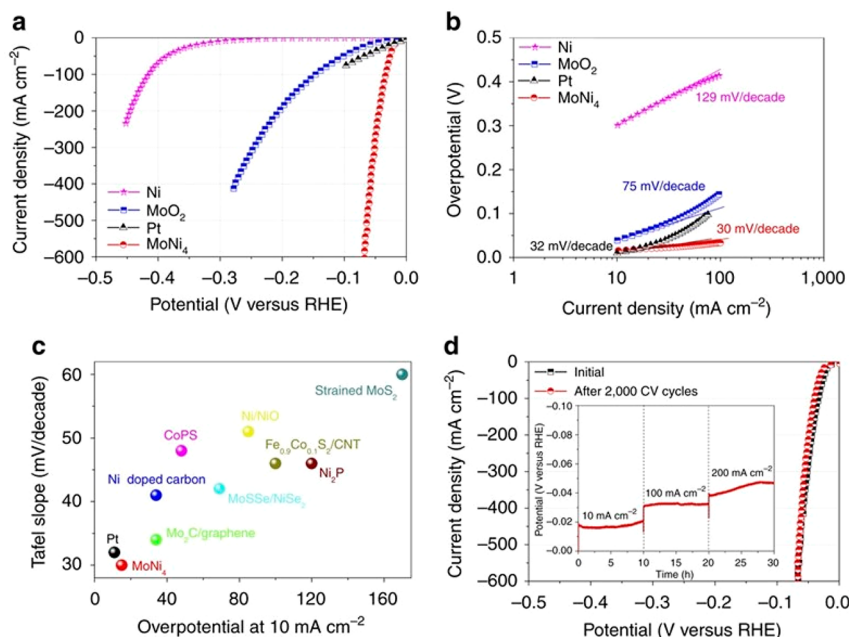 a
Current density (mA cm⁻²)
0
−100
−200
−300
−400
−500
−600
Ni
MoO₂
Pt
MoNi₄
−0.5
−0.4
−0.3
−0.2
−0.1
0.0
Potential (V versus RHE)
b
Overpotential (V)
0.5
0.4
0.3
0.2
0.1
0.0
Ni
MoO₂
Pt
MoNi₄
129 mV/decade
75 mV/decade
30 mV/decade
32 mV/decade
1
10
100
1,000
Current density (mA cm⁻²)
c
Tafel slope (mV/decade)
60
50
40
30
Strained MoS₂
Ni/NiO
CoPS
Fe₀.₉Co₀.₁S₂/CNT
Ni₂P
Ni doped carbon
MoSSe/NiSe₂
Mo₂C/graphene
Pt
MoNi₄
0
40
80
120
160
Overpotential at 10 mA cm⁻²
d
Current density (mA cm⁻²)
0
−100
−200
−300
−400
−500
−600
Initial
After 2,000 CV cycles
Potential (V versus RHE)
−0.10
−0.08
−0.06
−0.04
−0.02
−0.00
10 mA cm⁻²
100 mA cm⁻²
200 mA cm⁻²
0
10
20
30
Time (h)
−0.5
−0.4
−0.3
−0.2
−0.1
0.0
Potential (V versus RHE)